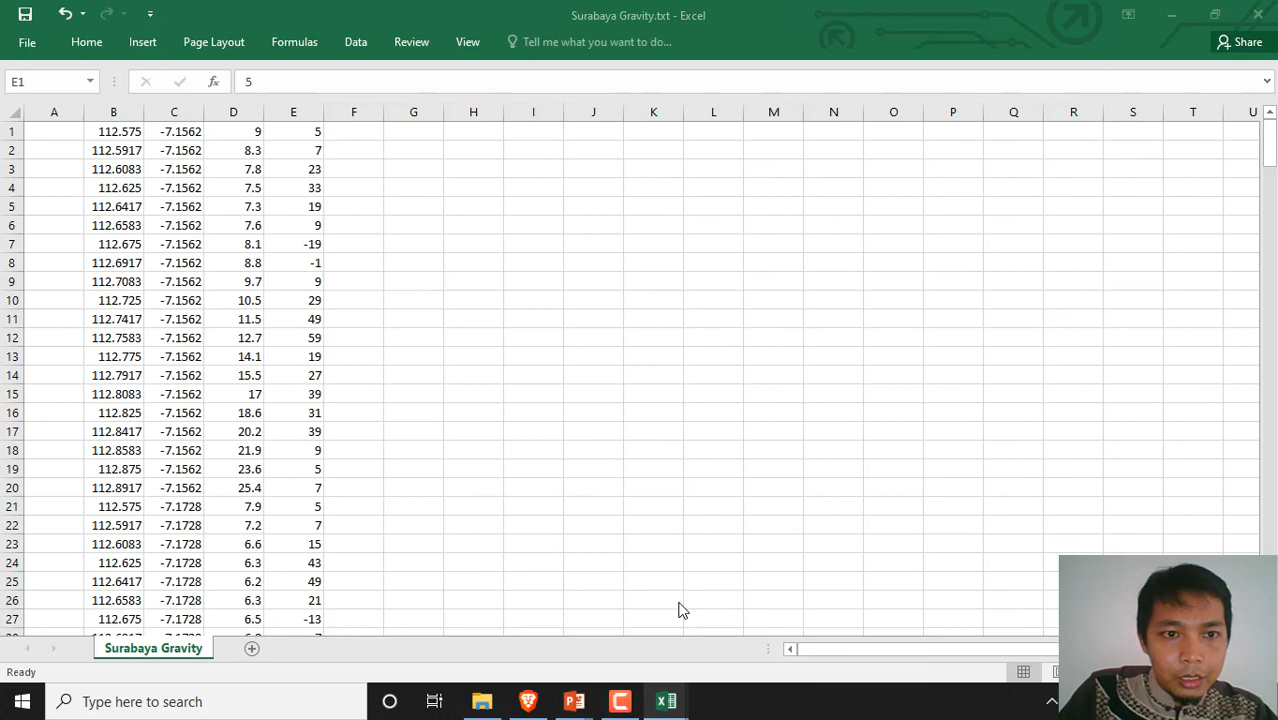 Surabaya Gravity.txt - Excel
File Home Insert Page Layout Formulas Data Review View Tell me what you want to do... Share
E1 fx 5
A B C D E F G H I J K L M N O P Q R S T U
1 112.575 -7.1562 9 5
2 112.5917 -7.1562 8.3 7
3 112.6083 -7.1562 7.8 23
4 112.625 -7.1562 7.5 33
5 112.6417 -7.1562 7.3 19
6 112.6583 -7.1562 7.6 9
7 112.675 -7.1562 8.1 -19
8 112.6917 -7.1562 8.8 -1
9 112.7083 -7.1562 9.7 9
10 112.725 -7.1562 10.5 29
11 112.7417 -7.1562 11.5 49
12 112.7583 -7.1562 12.7 59
13 112.775 -7.1562 14.1 19
14 112.7917 -7.1562 15.5 27
15 112.8083 -7.1562 17 39
16 112.825 -7.1562 18.6 31
17 112.8417 -7.1562 20.2 39
18 112.8583 -7.1562 21.9 9
19 112.875 -7.1562 23.6 5
20 112.8917 -7.1562 25.4 7
21 112.575 -7.1728 7.9 5
22 112.5917 -7.1728 7.2 7
23 112.6083 -7.1728 6.6 15
24 112.625 -7.1728 6.3 43
25 112.6417 -7.1728 6.2 49
26 112.6583 -7.1728 6.3 21
27 112.675 -7.1728 6.5 -13
Surabaya Gravity
Ready
Type here to search